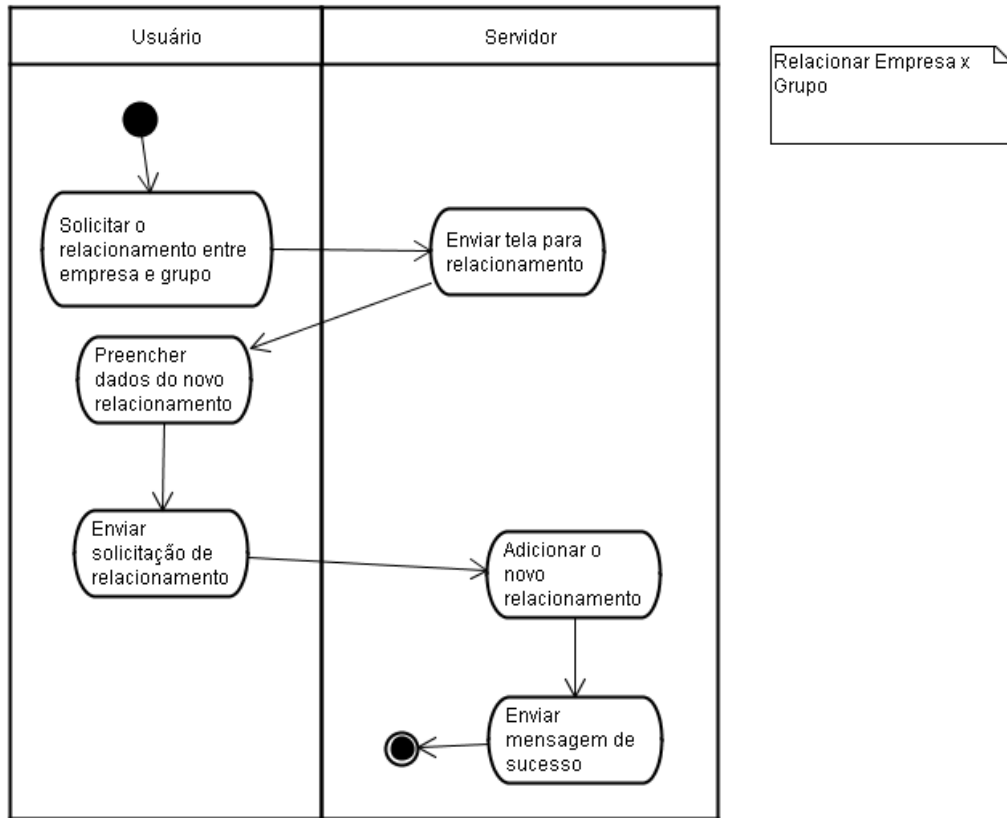 Usuário
Servidor
Relacionar Empresa x
Grupo
Solicitar o
relacionamento entre
empresa e grupo
Enviar tela para
relacionamento
Preencher
dados do novo
relacionamento
Enviar
solicitação de
relacionamento
Adicionar o
novo
relacionamento
Enviar
mensagem de
sucesso